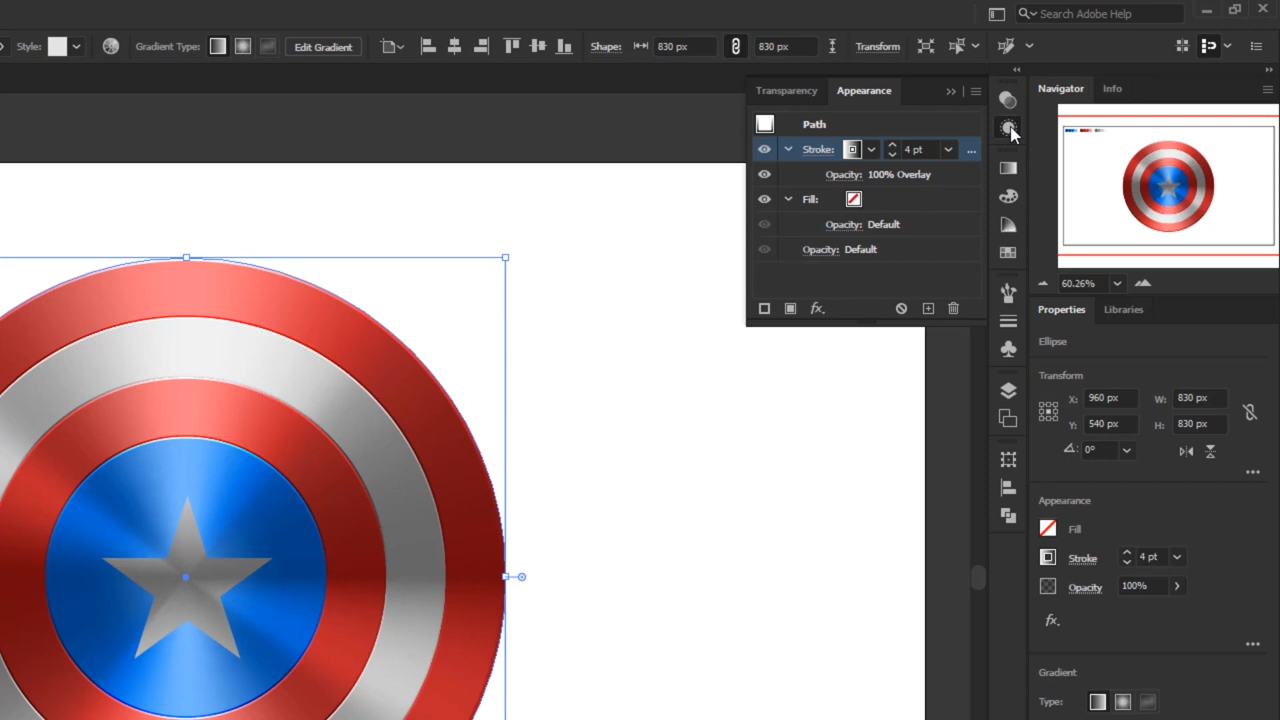 Search Adobe Help
Style:
Gradient Type:
Edit Gradient
Shape:
830 px
830 px
Transform
Transparency
Appearance
Path
Stroke:
4 pt
Opacity: 100% Overlay
Fill:
Opacity: Default
Opacity: Default
fx.
Navigator
Info
60.26%
Properties
Libraries
Ellipse
Transform
X: 960 px
W: 830 px
Y: 540 px
H: 830 px
0°
Appearance
Fill
Stroke
4 pt
Opacity
100%
fx.
Gradient
Type: